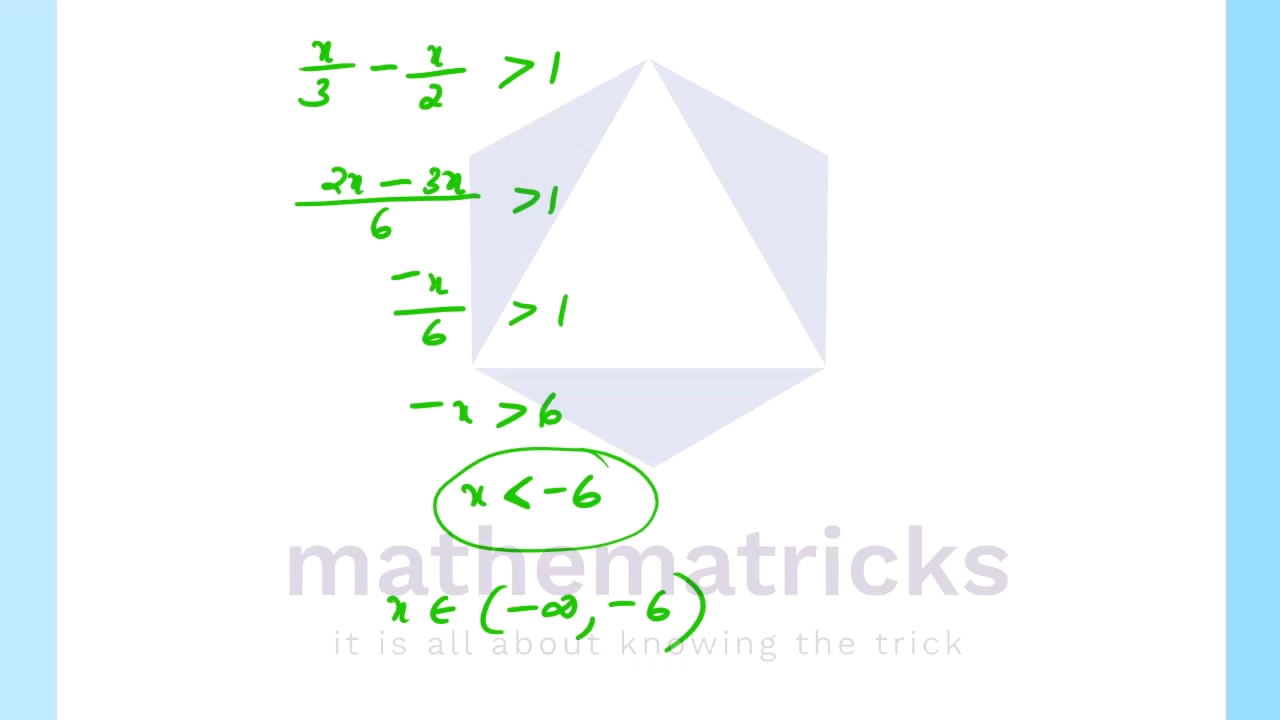 x/3 - x/2 > 1
2x - 3x / 6 > 1
-x/6 > 1
-x > 6
x < -6
mathematricks
x ∈ (-∞, -6)
it is all about knowing the trick